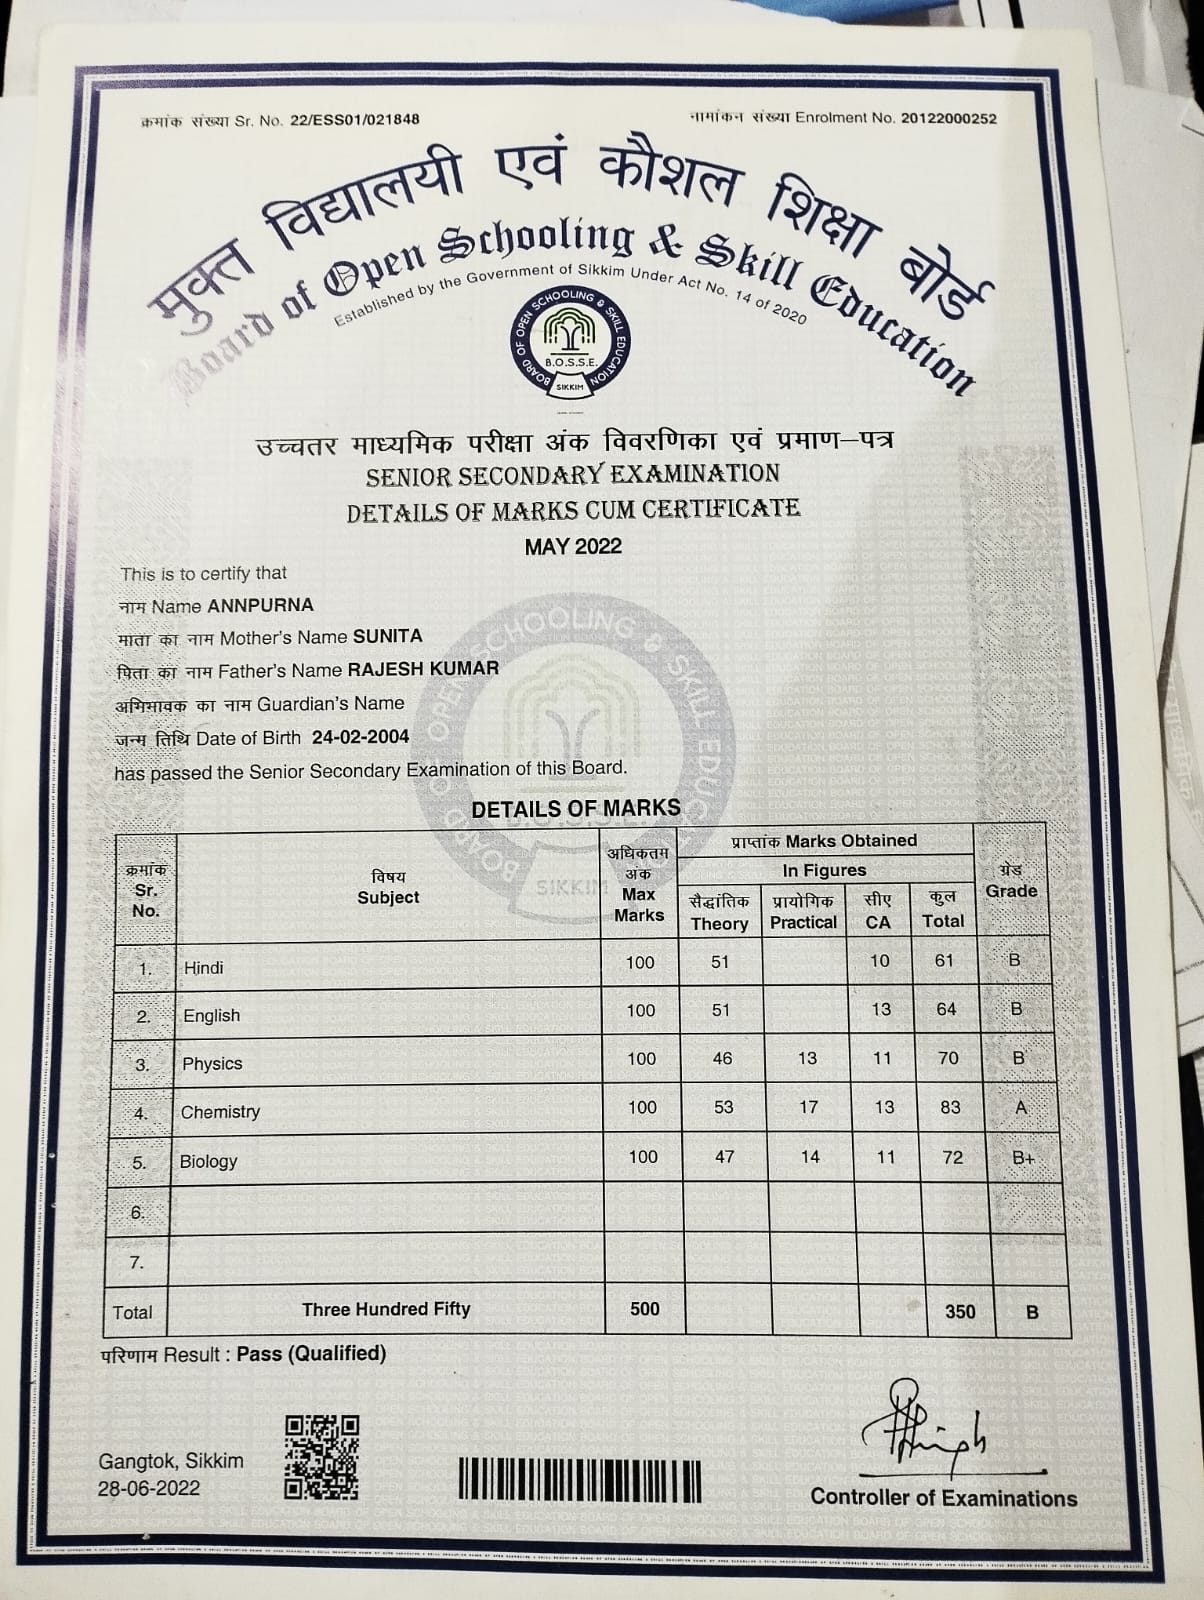 क्रमांक संख्या Sr. No. 22/ESS01/021848
नामांकन संख्या Enrolment No. 20122000252
मुक्त विद्यालयी एवं कौशल शिक्षा बोर्ड
Board of Open Schooling & Skill Education
Established by the Government of Sikkim Under Act No. 14 of 2020
BOARD OF OPEN SCHOOLING & SKILL EDUCATION
B.O.S.S.E.
SIKKIM
उच्चतर माध्यमिक परीक्षा अंक विवरणिका एवं प्रमाण–पत्र
SENIOR SECONDARY EXAMINATION
DETAILS OF MARKS CUM CERTIFICATE
MAY 2022
This is to certify that
नाम Name ANNPURNA
माता का नाम Mother's Name SUNITA
पिता का नाम Father's Name RAJESH KUMAR
अभिभावक का नाम Guardian's Name
जन्म तिथि Date of Birth 24-02-2004
has passed the Senior Secondary Examination of this Board.
DETAILS OF MARKS
क्रमांक Sr. No. विषय Subject अधिकतम अंक Max Marks प्राप्तांक Marks Obtained ग्रेड Grade
In Figures
सैद्धांतिक Theory प्रायोगिक Practical सीए CA कुल Total
1. Hindi 100 51 10 61 B
2. English 100 51 13 64 B
3. Physics 100 46 13 11 70 B
4. Chemistry 100 53 17 13 83 A
5. Biology 100 47 14 11 72 B+
6.
7.
Total Three Hundred Fifty 500 350 B
परिणाम Result : Pass (Qualified)
Gangtok, Sikkim
28-06-2022
Controller of Examinations